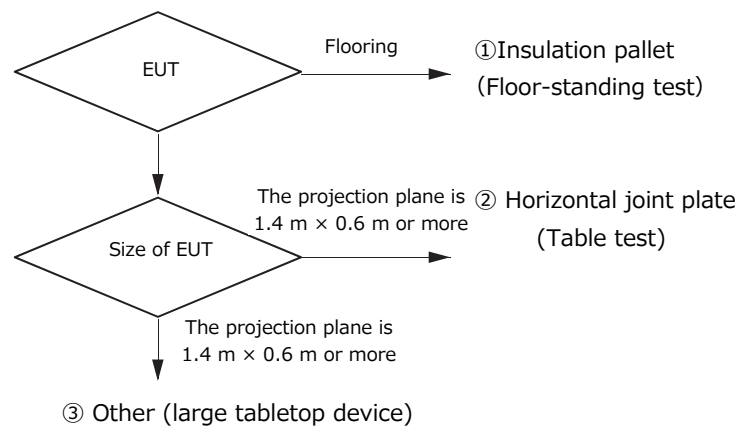 EUT
Flooring
①Insulation pallet
(Floor-standing test)
Size of EUT
The projection plane is
1.4 m × 0.6 m or more
② Horizontal joint plate
(Table test)
The projection plane is
1.4 m × 0.6 m or more
③ Other (large tabletop device)